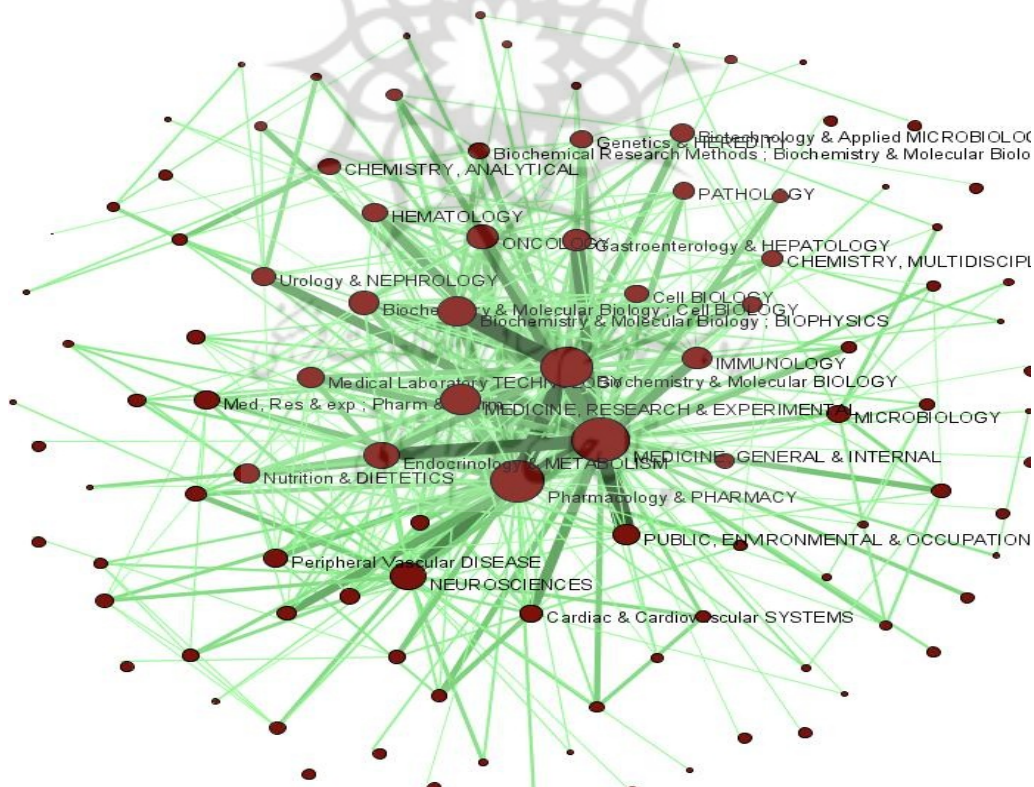 Genetics & HEREDITY
Biotechnology & Applied MICROBIOLOG
Biochemical Research Methods ; Biochemistry & Molecular Biolo
CHEMISTRY, ANALYTICAL
PATHOLOGY
HEMATOLOGY
ONCOLOGY
Gastroenterology & HEPATOLOGY
CHEMISTRY, MULTIDISCIPL
Urology & NEPHROLOGY
Cell BIOLOGY
Biochemistry & Molecular Biology ; Cell BIOLOGY
Biochemistry & Molecular Biology ; BIOPHYSICS
IMMUNOLOGY
Medical Laboratory TECHNOLOGY
Biochemistry & Molecular BIOLOGY
Med, Res & exp ; Pharm &
MEDICINE, RESEARCH & EXPERIMENTAL
MICROBIOLOGY
MEDICINE, GENERAL & INTERNAL
Endocrinology & METABOLISM
Nutrition & DIETETICS
Pharmacology & PHARMACY
PUBLIC, ENVIRONMENTAL & OCCUPATION
Peripheral Vascular DISEASE
NEUROSCIENCES
Cardiac & Cardiovascular SYSTEMS